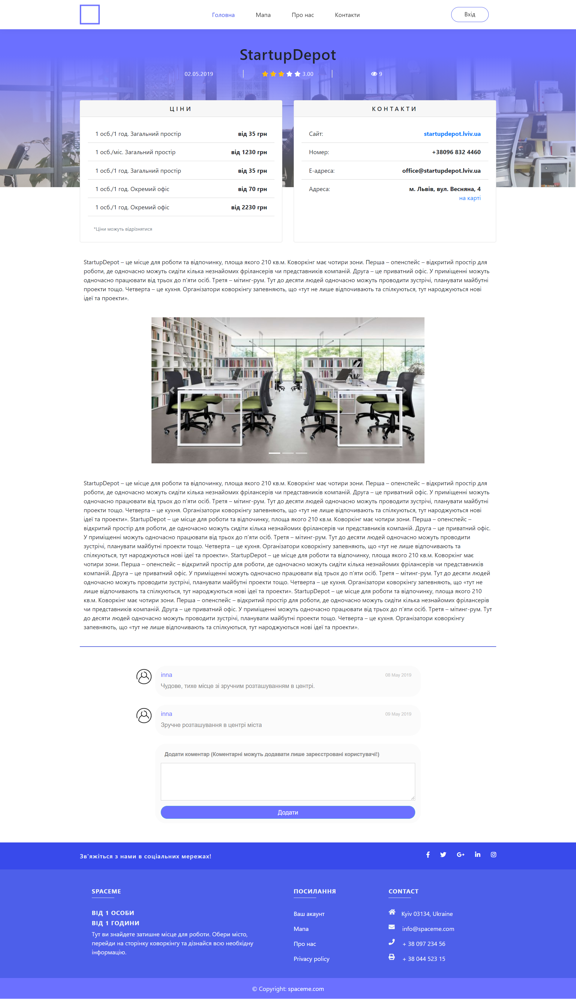 Головна Мапа Про нас Контакти Вхід
StartupDepot
02.05.2019 3.00 9
ЦІНИ
1 осб./1 год. Загальний простір від 35 грн
1 осб./міс. Загальний простір від 1230 грн
1 осб./1 год. Загальний простір від 35 грн
1 осб./1 год. Окремий офіс від 70 грн
1 осб./1 год. Окремий офіс від 2230 грн
*Ціни можуть відрізнятися
КОНТАКТИ
Сайт: startupdepot.lviv.ua
Номер: +38096 832 4460
Е-адреса: office@startupdepot.lviv.ua
Адреса: м. Львів, вул. Весняна, 4
на карті
StartupDepot – це місце для роботи та відпочинку, площа якого 210 кв.м. Коворкінг має чотири зони. Перша – опенспейс – відкритий простір для
роботи, де одночасно можуть сидіти кілька незнайомих фрілансерів чи представників компаній. Друга – це приватний офіс. У приміщенні можуть
одночасно працювати від трьох до п’яти осіб. Третя – мітинг-рум. Тут до десяти людей одночасно можуть проводити зустрічі, планувати майбутні
проекти тощо. Четверта – це кухня. Організатори коворкінгу запевняють, що «тут не лише відпочивають та спілкуються, тут народжуються нові
ідеї та проекти».
StartupDepot – це місце для роботи та відпочинку, площа якого 210 кв.м. Коворкінг має чотири зони. Перша – опенспейс – відкритий простір для
роботи, де одночасно можуть сидіти кілька незнайомих фрілансерів чи представників компаній. Друга – це приватний офіс. У приміщенні можуть
одночасно працювати від трьох до п’яти осіб. Третя – мітинг-рум. Тут до десяти людей одночасно можуть проводити зустрічі, планувати майбутні
проекти тощо. Четверта – це кухня. Організатори коворкінгу запевняють, що «тут не лише відпочивають та спілкуються, тут народжуються нові
ідеї та проекти». StartupDepot – це місце для роботи та відпочинку, площа якого 210 кв.м. Коворкінг має чотири зони. Перша – опенспейс –
відкритий простір для роботи, де одночасно можуть сидіти кілька незнайомих фрілансерів чи представників компаній. Друга – це приватний офіс.
У приміщенні можуть одночасно працювати від трьох до п’яти осіб. Третя – мітинг-рум. Тут до десяти людей одночасно можуть проводити
зустрічі, планувати майбутні проекти тощо. Четверта – це кухня. Організатори коворкінгу запевняють, що «тут не лише відпочивають та
спілкуються, тут народжуються нові ідеї та проекти». StartupDepot – це місце для роботи та відпочинку, площа якого 210 кв.м. Коворкінг має
чотири зони. Перша – опенспейс – відкритий простір для роботи, де одночасно можуть сидіти кілька незнайомих фрілансерів чи представників
компаній. Друга – це приватний офіс. У приміщенні можуть одночасно працювати від трьох до п’яти осіб. Третя – мітинг-рум. Тут до десяти людей
одночасно можуть проводити зустрічі, планувати майбутні проекти тощо. Четверта – це кухня. Організатори коворкінгу запевняють, що «тут не
лише відпочивають та спілкуються, тут народжуються нові ідеї та проекти». StartupDepot – це місце для роботи та відпочинку, площа якого 210
кв.м. Коворкінг має чотири зони. Перша – опенспейс – відкритий простір для роботи, де одночасно можуть сидіти кілька незнайомих фрілансерів
чи представників компаній. Друга – це приватний офіс. У приміщенні можуть одночасно працювати від трьох до п’яти осіб. Третя – мітинг-рум. Тут
до десяти людей одночасно можуть проводити зустрічі, планувати майбутні проекти тощо. Четверта – це кухня. Організатори коворкінгу
запевняють, що «тут не лише відпочивають та спілкуються, тут народжуються нові ідеї та проекти».
inna 08 May 2019
Чудове, тихе місце зі зручним розташуванням в центрі.
inna 09 May 2019
Зручне розташування в центрі міста
Додати коментар (Коментарні можуть додавати лише зареєстровані користувачі!)
Додати
Зв'яжіться з нами в соціальних мережах!
SPACEME
ВІД 1 ОСОБИ
ВІД 1 ГОДИНИ
Тут ви знайдете затишне місце для роботи. Обери місто,
перейди на сторінку коворкінгу та дізнайся всю необхідну
інформацію.
ПОСИЛАННЯ
Ваш акаунт
Мапа
Про нас
Privacy policy
CONTACT
Kyiv 03134, Ukraine
info@spaceme.com
+ 38 097 234 56
+ 38 044 523 15
© Copyright: spaceme.com